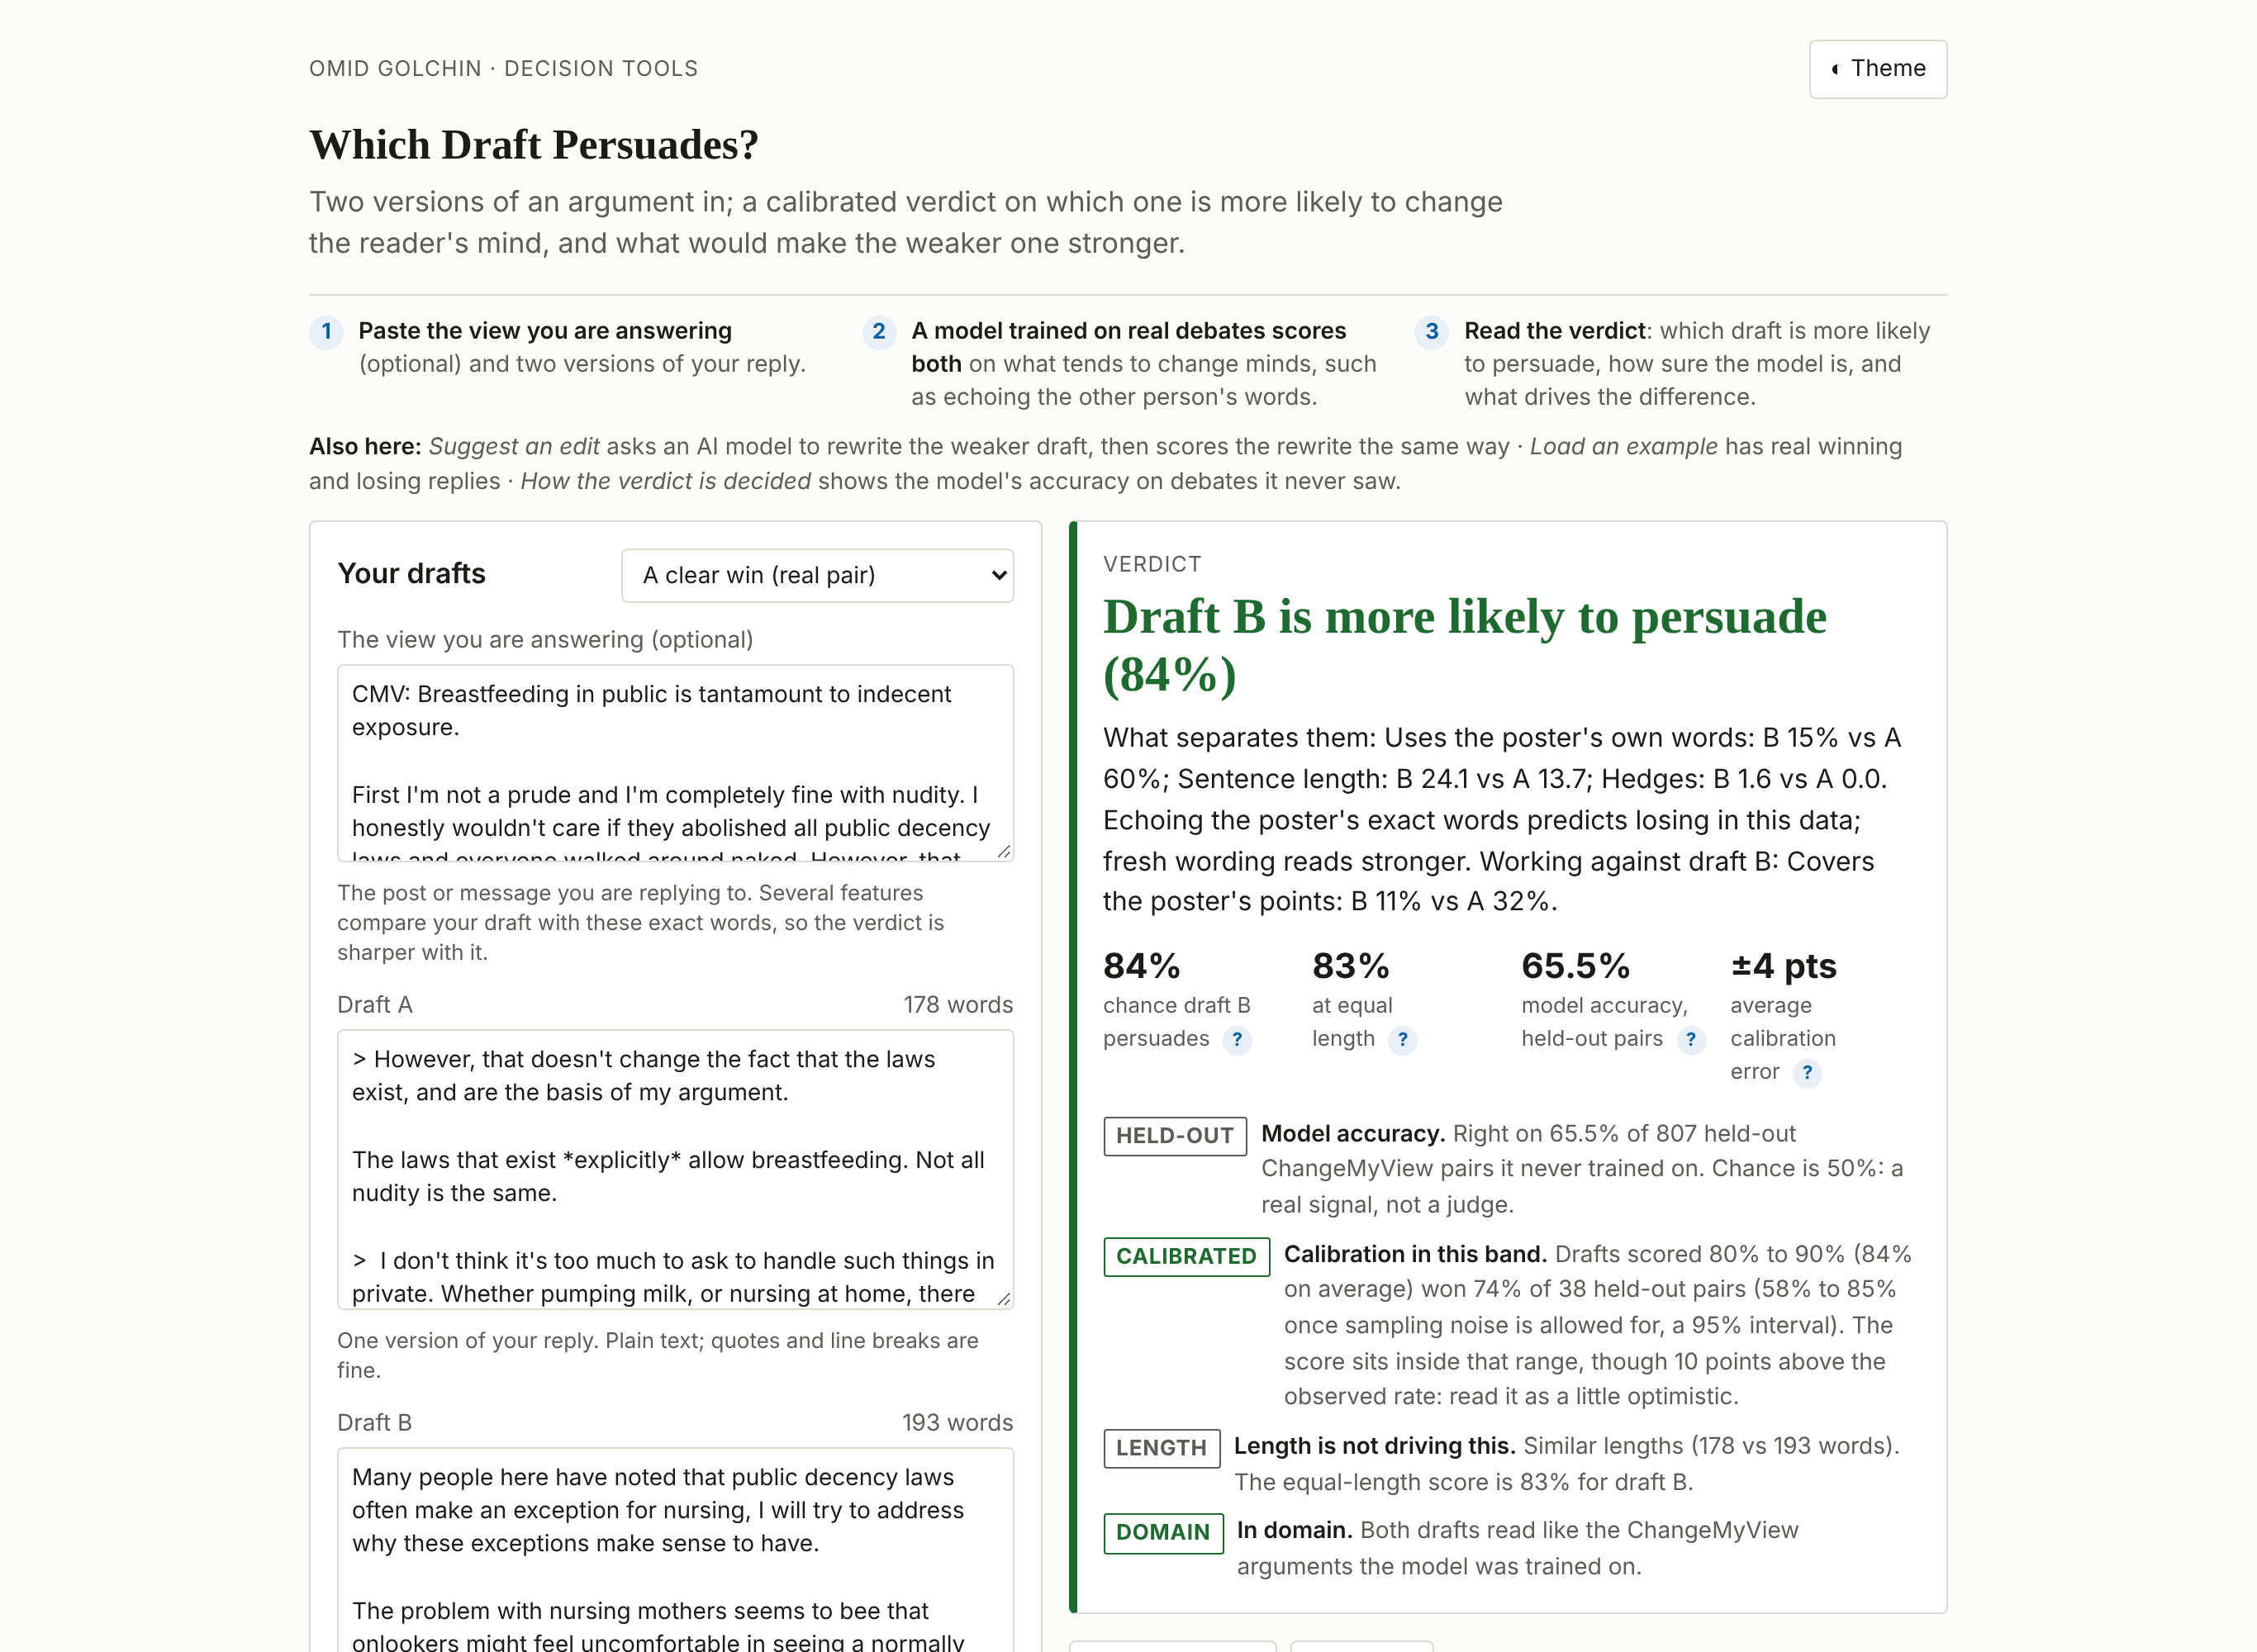 OMID GOLCHIN · DECISION TOOLS
Theme
Which Draft Persuades?
Two versions of an argument in; a calibrated verdict on which one is more likely to change
the reader's mind, and what would make the weaker one stronger.
1 Paste the view you are answering
(optional) and two versions of your reply.
2 A model trained on real debates scores
both on what tends to change minds, such
as echoing the other person's words.
3 Read the verdict: which draft is more likely
to persuade, how sure the model is, and
what drives the difference.
Also here: Suggest an edit asks an AI model to rewrite the weaker draft, then scores the rewrite the same way · Load an example has real winning
and losing replies · How the verdict is decided shows the model's accuracy on debates it never saw.
Your drafts
A clear win (real pair)
The view you are answering (optional)
CMV: Breastfeeding in public is tantamount to indecent
exposure.
First I'm not a prude and I'm completely fine with nudity. I
honestly wouldn't care if they abolished all public decency
laws and everyone walked around naked. However, that
The post or message you are replying to. Several features
compare your draft with these exact words, so the verdict is
sharper with it.
Draft A
178 words
> However, that doesn't change the fact that the laws
exist, and are the basis of my argument.
The laws that exist *explicitly* allow breastfeeding. Not all
nudity is the same.
> I don't think it's too much to ask to handle such things in
private. Whether pumping milk, or nursing at home, there
One version of your reply. Plain text; quotes and line breaks are
fine.
Draft B
193 words
Many people here have noted that public decency laws
often make an exception for nursing, I will try to address
why these exceptions make sense to have.
The problem with nursing mothers seems to bee that
onlookers might feel uncomfortable in seeing a normally
VERDICT
Draft B is more likely to persuade
(84%)
What separates them: Uses the poster's own words: B 15% vs A
60%; Sentence length: B 24.1 vs A 13.7; Hedges: B 1.6 vs A 0.0.
Echoing the poster's exact words predicts losing in this data;
fresh wording reads stronger. Working against draft B: Covers
the poster's points: B 11% vs A 32%.
84%
chance draft B
persuades ?
83%
at equal
length ?
65.5%
model accuracy,
held-out pairs ?
±4 pts
average
calibration
error ?
HELD-OUT Model accuracy. Right on 65.5% of 807 held-out
ChangeMyView pairs it never trained on. Chance is 50%: a
real signal, not a judge.
CALIBRATED Calibration in this band. Drafts scored 80% to 90% (84%
on average) won 74% of 38 held-out pairs (58% to 85%
once sampling noise is allowed for, a 95% interval). The
score sits inside that range, though 10 points above the
observed rate: read it as a little optimistic.
LENGTH Length is not driving this. Similar lengths (178 vs 193 words).
The equal-length score is 83% for draft B.
DOMAIN In domain. Both drafts read like the ChangeMyView
arguments the model was trained on.